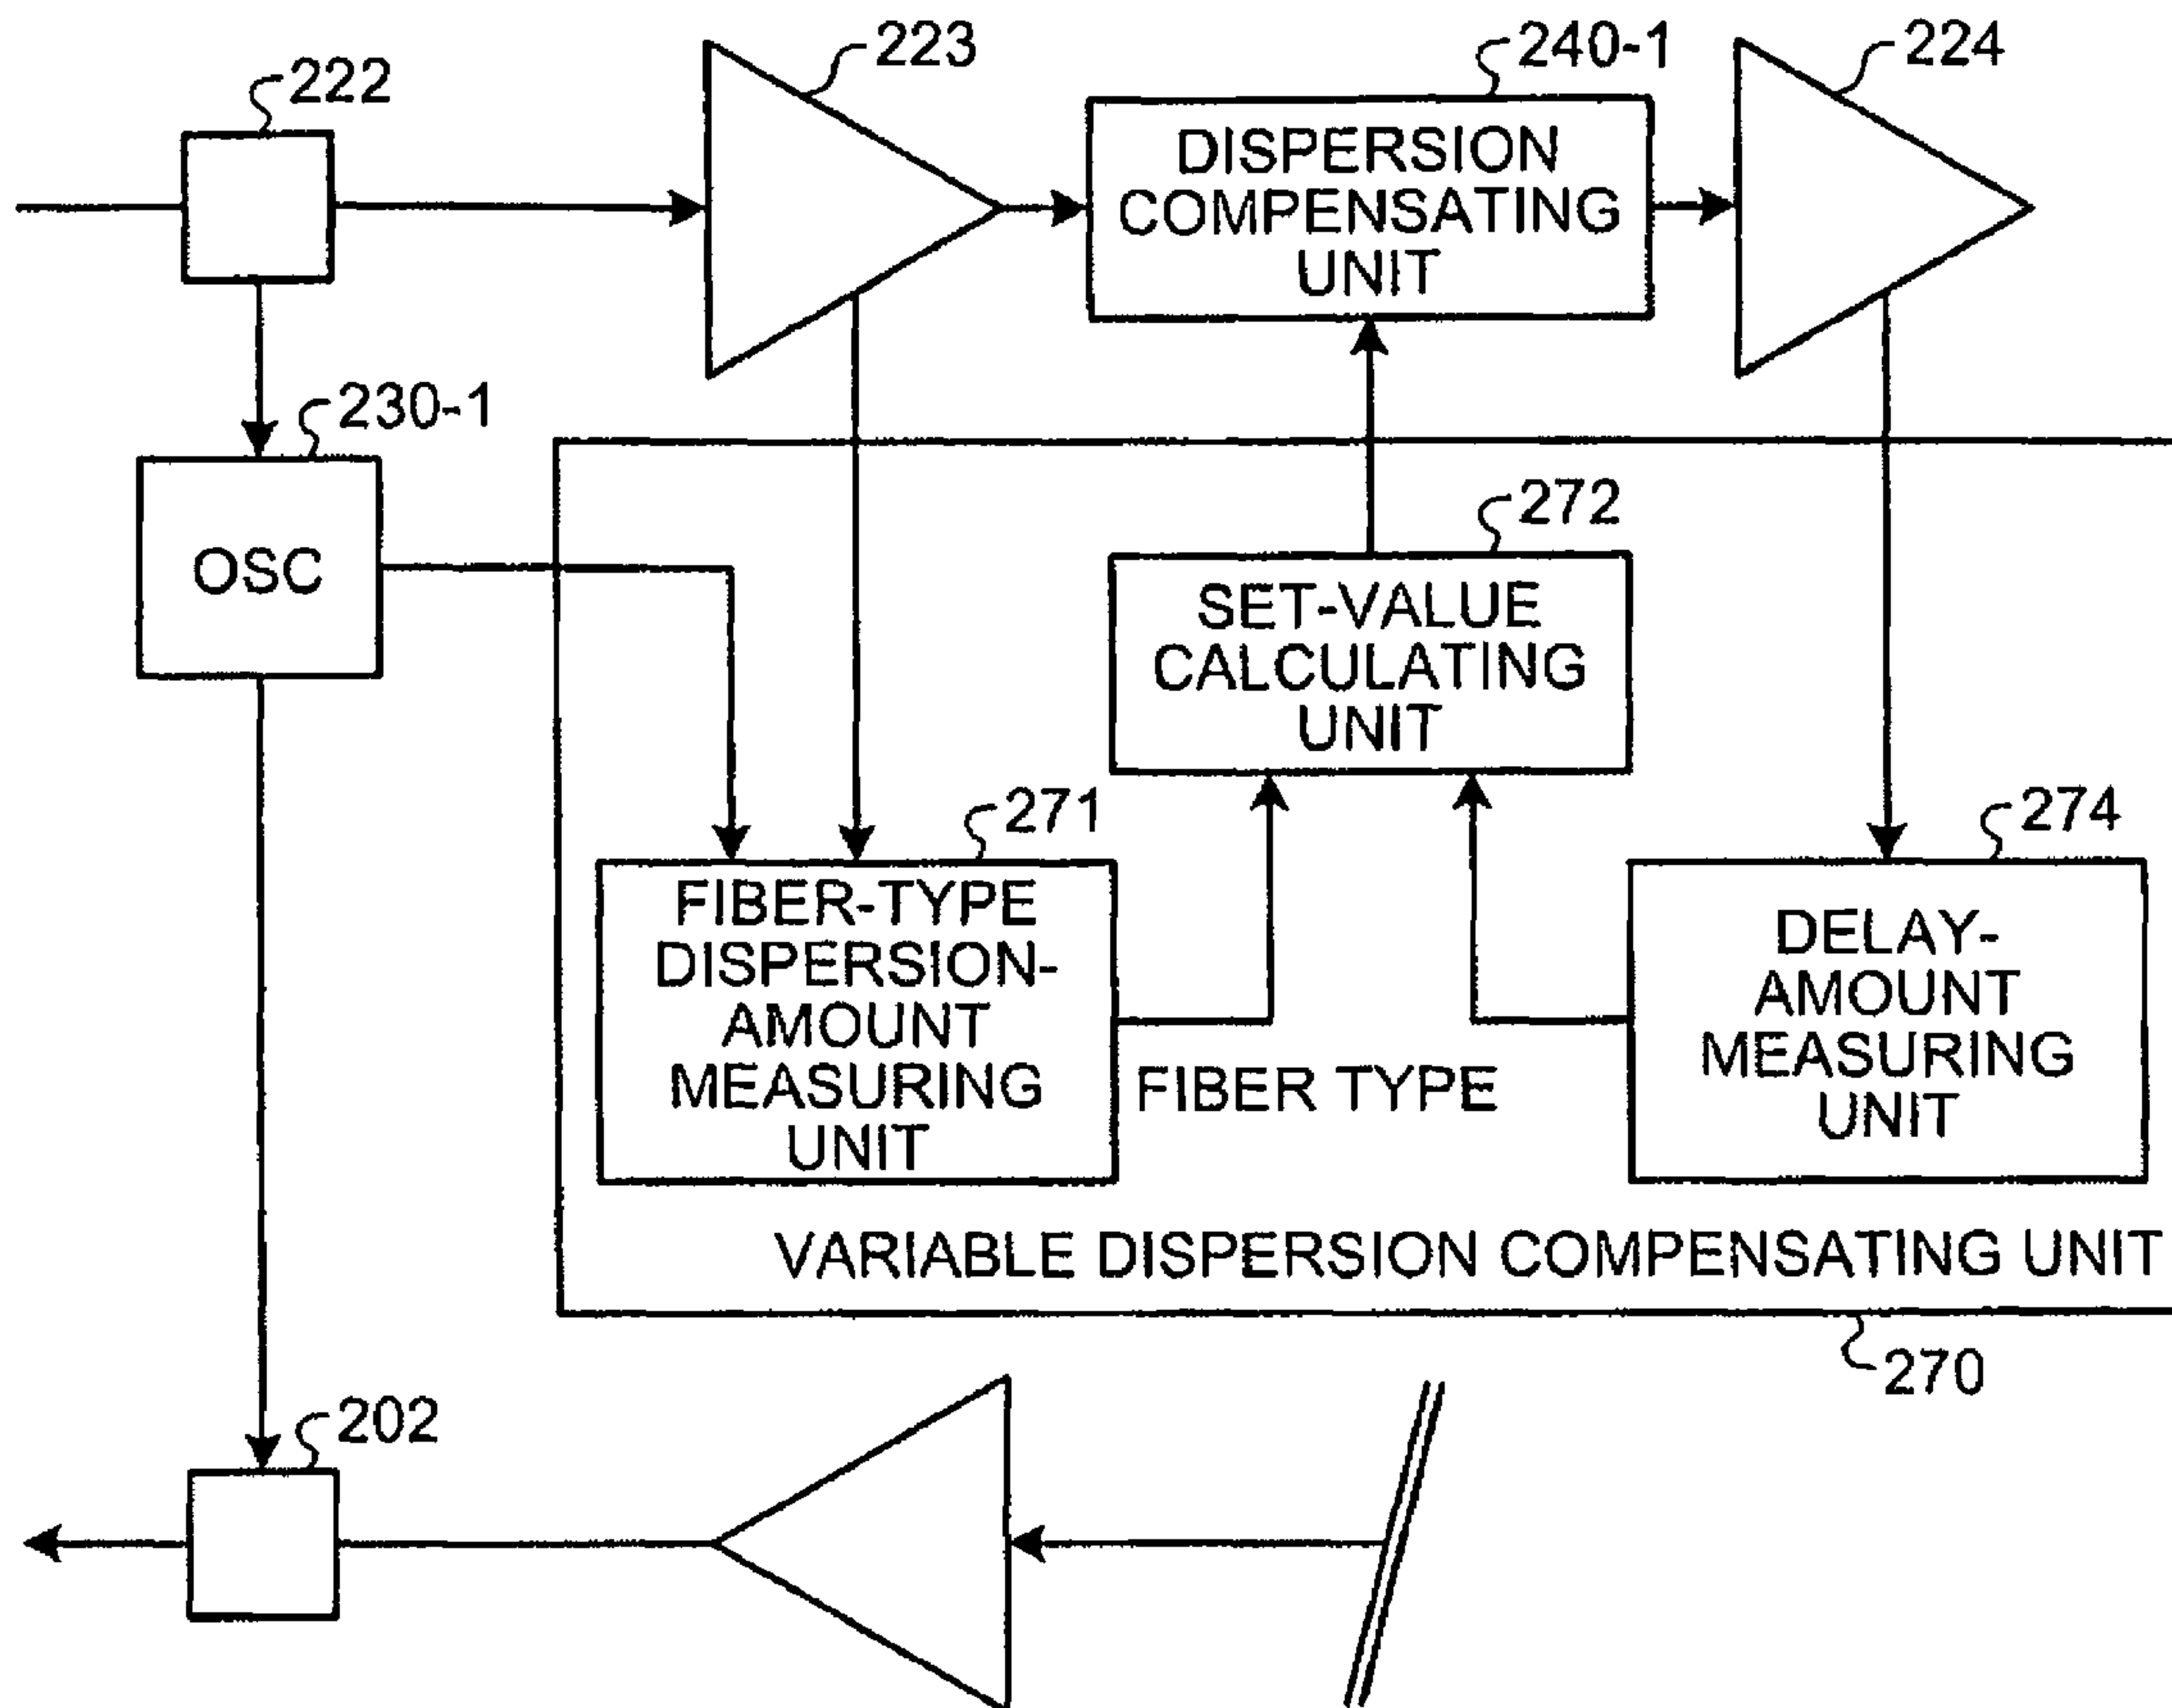 223
240-1
224
222
DISPERSION
COMPENSATING
UNIT
230-1
OSC
272
SET-VALUE
CALCULATING
UNIT
271
274
FIBER-TYPE
DISPERSION-
AMOUNT
MEASURING
UNIT
FIBER TYPE
DELAY-
AMOUNT
MEASURING
UNIT
VARIABLE DISPERSION COMPENSATING UNIT
270
202